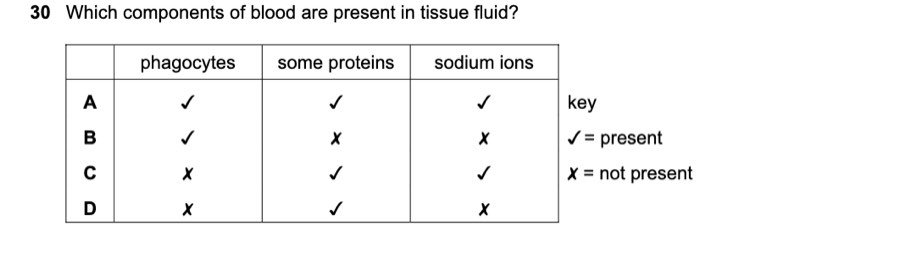 30 Which components of blood are present in tissue fluid?
phagocytes some proteins sodium ions
A ✓ ✓ ✓ key
B ✓ ✗ ✗ ✓ = present
C ✗ ✓ ✓ ✗ = not present
D ✗ ✓ ✗